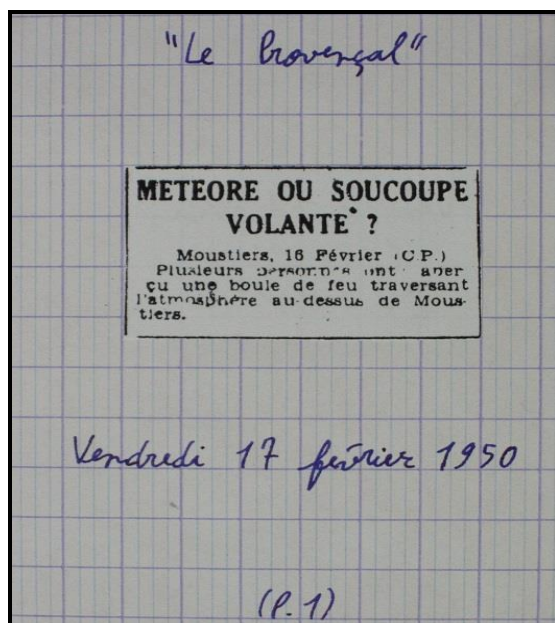 "Le Provençal"
METEORE OU SOUCOUPE
VOLANTE ?
Moustiers, 16 Février (C.P.)
Plusieurs personnes ont aper
çu une boule de feu traversant
l'atmosphère au-dessus de Mous-
tiers.
Vendredi 17 février 1950
(P. 1)